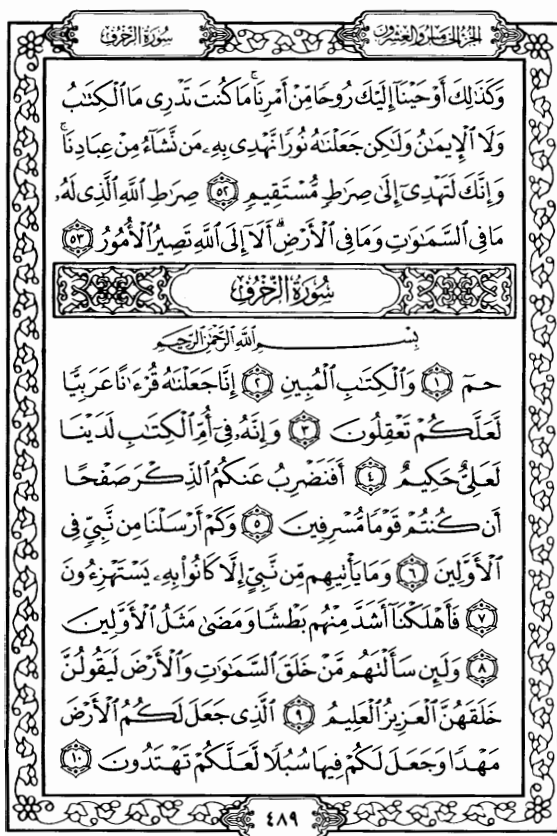 الجزء الخامس والعشرون
سورة الزخرف
وَكَذَٰلِكَ أَوْحَيْنَآ إِلَيْكَ رُوحًا مِّنْ أَمْرِنَا ۚ مَا كُنتَ تَدْرِى مَا ٱلْكِتَٰبُ
وَلَا ٱلْإِيمَٰنُ وَلَٰكِن جَعَلْنَٰهُ نُورًا نَّهْدِى بِهِۦ مَن نَّشَآءُ مِنْ عِبَادِنَا ۚ
وَإِنَّكَ لَتَهْدِىٓ إِلَىٰ صِرَٰطٍ مُّسْتَقِيمٍ ٥٢ صِرَٰطِ ٱللَّهِ ٱلَّذِى لَهُۥ
مَا فِى ٱلسَّمَٰوَٰتِ وَمَا فِى ٱلْأَرْضِ ۗ أَلَآ إِلَى ٱللَّهِ تَصِيرُ ٱلْأُمُورُ ٥٣
سُورَةُ الزُّخْرُفِ
بِسْمِ ٱللَّهِ ٱلرَّحْمَٰنِ ٱلرَّحِيمِ
حمٓ ١ وَٱلْكِتَٰبِ ٱلْمُبِينِ ٢ إِنَّا جَعَلْنَٰهُ قُرْءَٰنًا عَرَبِيًّا
لَّعَلَّكُمْ تَعْقِلُونَ ٣ وَإِنَّهُۥ فِىٓ أُمِّ ٱلْكِتَٰبِ لَدَيْنَا
لَعَلِىٌّ حَكِيمٌ ٤ أَفَنَضْرِبُ عَنكُمُ ٱلذِّكْرَ صَفْحًا
أَن كُنتُمْ قَوْمًا مُّسْرِفِينَ ٥ وَكَمْ أَرْسَلْنَا مِن نَّبِىٍّ فِى
ٱلْأَوَّلِينَ ٦ وَمَا يَأْتِيهِم مِّن نَّبِىٍّ إِلَّا كَانُوا۟ بِهِۦ يَسْتَهْزِءُونَ
٧ فَأَهْلَكْنَآ أَشَدَّ مِنْهُم بَطْشًا وَمَضَىٰ مَثَلُ ٱلْأَوَّلِينَ
٨ وَلَئِن سَأَلْتَهُم مَّنْ خَلَقَ ٱلسَّمَٰوَٰتِ وَٱلْأَرْضَ لَيَقُولُنَّ
خَلَقَهُنَّ ٱلْعَزِيزُ ٱلْعَلِيمُ ٩ ٱلَّذِى جَعَلَ لَكُمُ ٱلْأَرْضَ
مَهْدًا وَجَعَلَ لَكُمْ فِيهَا سُبُلًا لَّعَلَّكُمْ تَهْتَدُونَ ١٠
٤٨٩